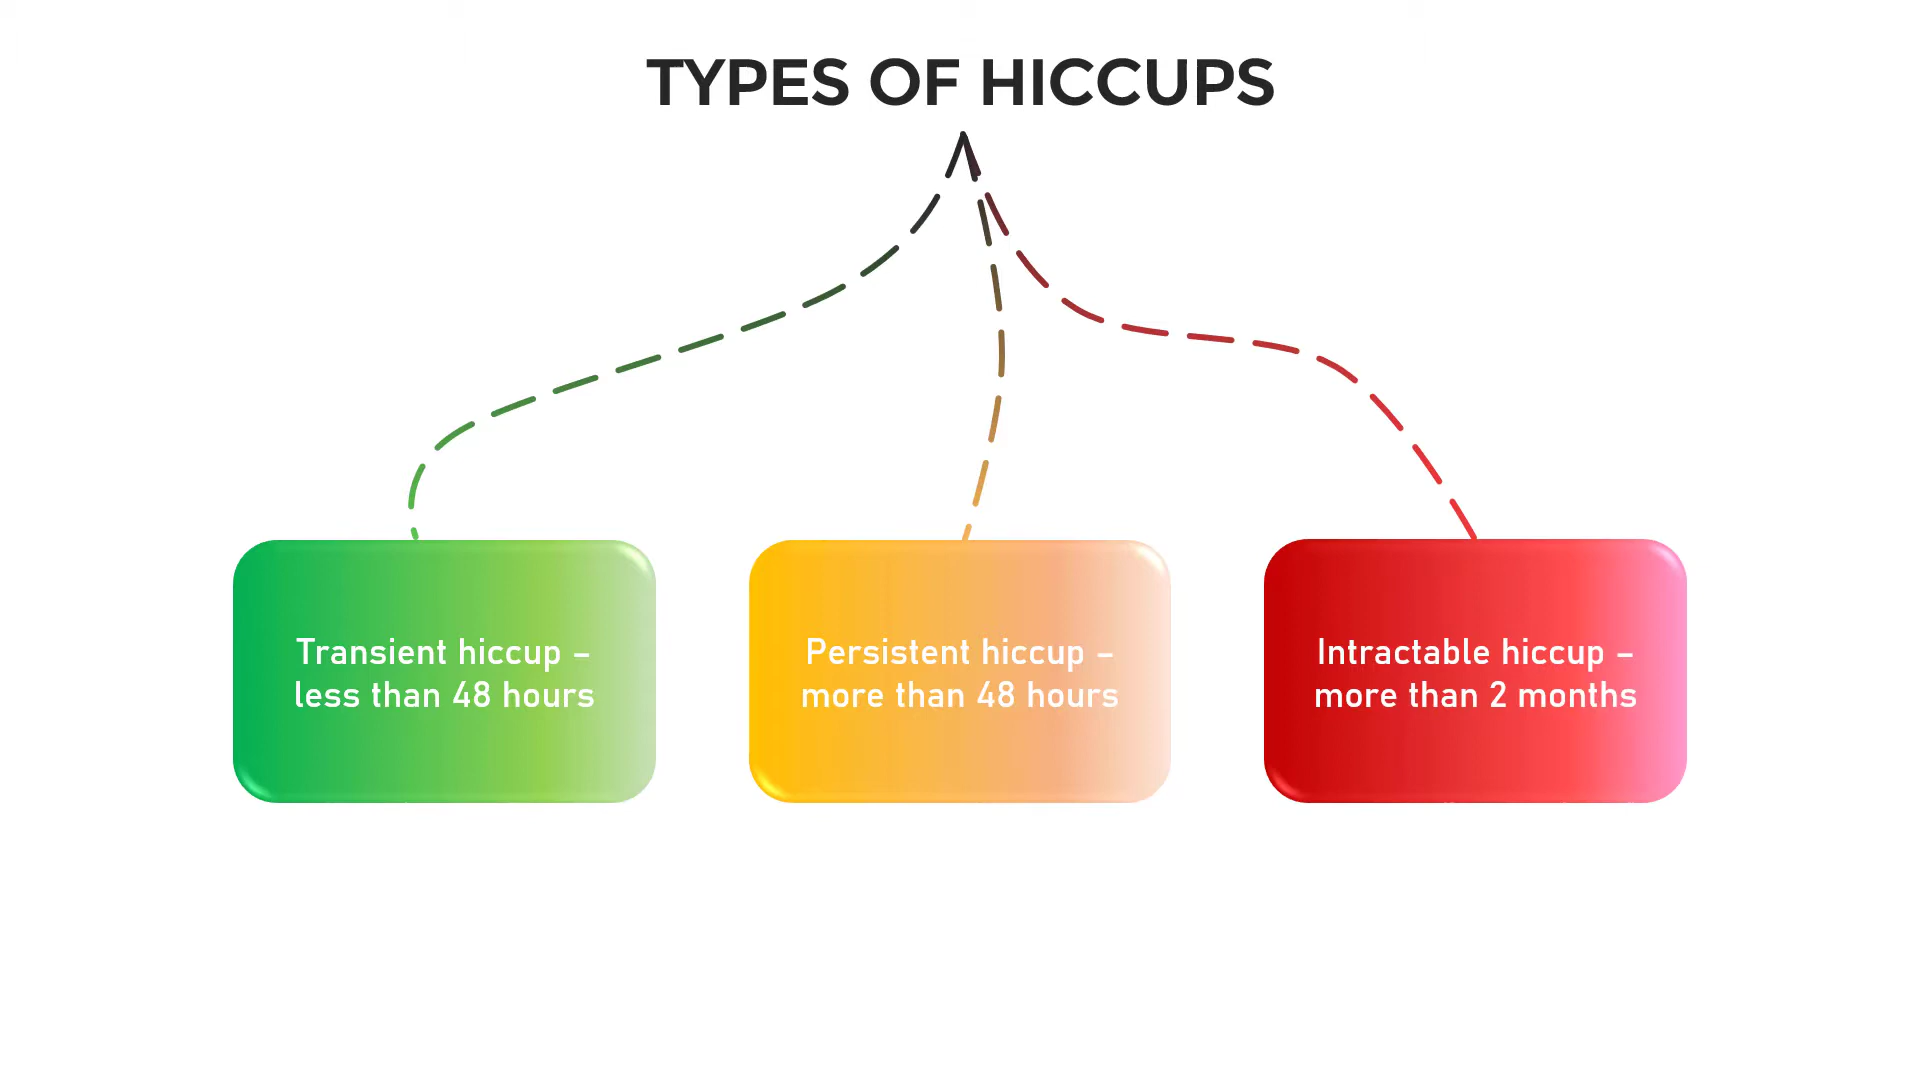 TYPES OF HICCUPS
Transient hiccup –
less than 48 hours
Persistent hiccup –
more than 48 hours
Intractable hiccup –
more than 2 months